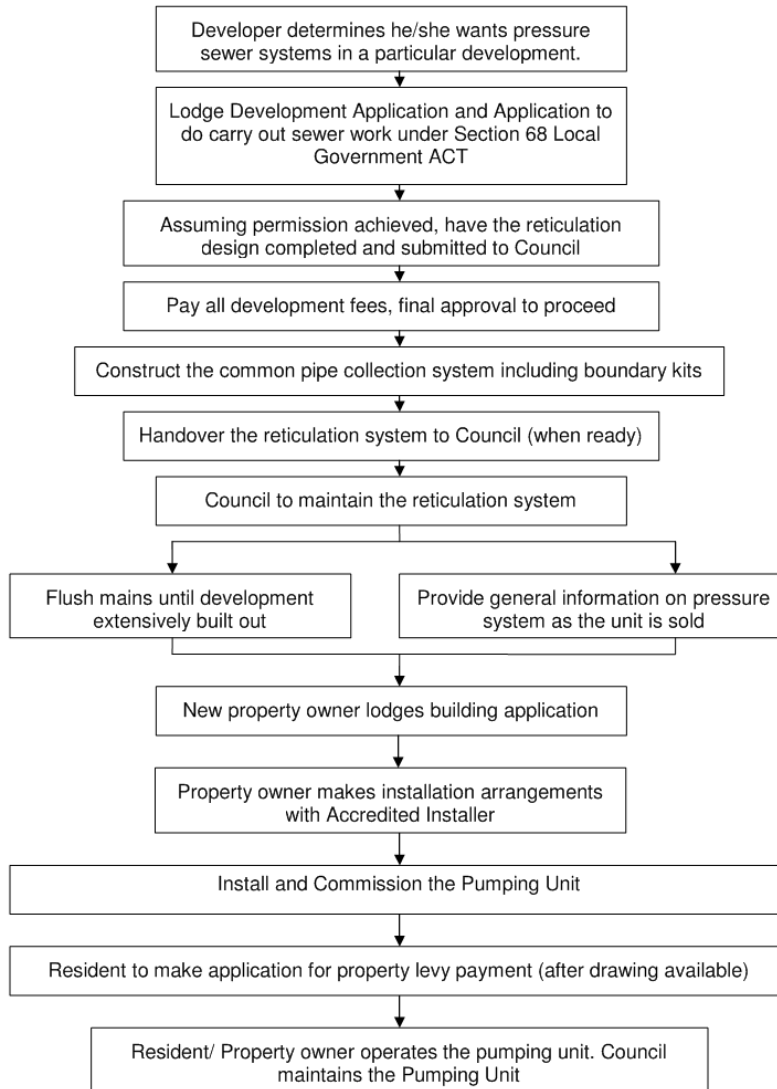 Developer determines he/she wants pressure
sewer systems in a particular development.
Lodge Development Application and Application to
do carry out sewer work under Section 68 Local
Government ACT
Assuming permission achieved, have the reticulation
design completed and submitted to Council
Pay all development fees, final approval to proceed
Construct the common pipe collection system including boundary kits
Handover the reticulation system to Council (when ready)
Council to maintain the reticulation system
Flush mains until development
extensively built out
Provide general information on pressure
system as the unit is sold
New property owner lodges building application
Property owner makes installation arrangements
with Accredited Installer
Install and Commission the Pumping Unit
Resident to make application for property levy payment (after drawing available)
Resident/ Property owner operates the pumping unit. Council
maintains the Pumping Unit